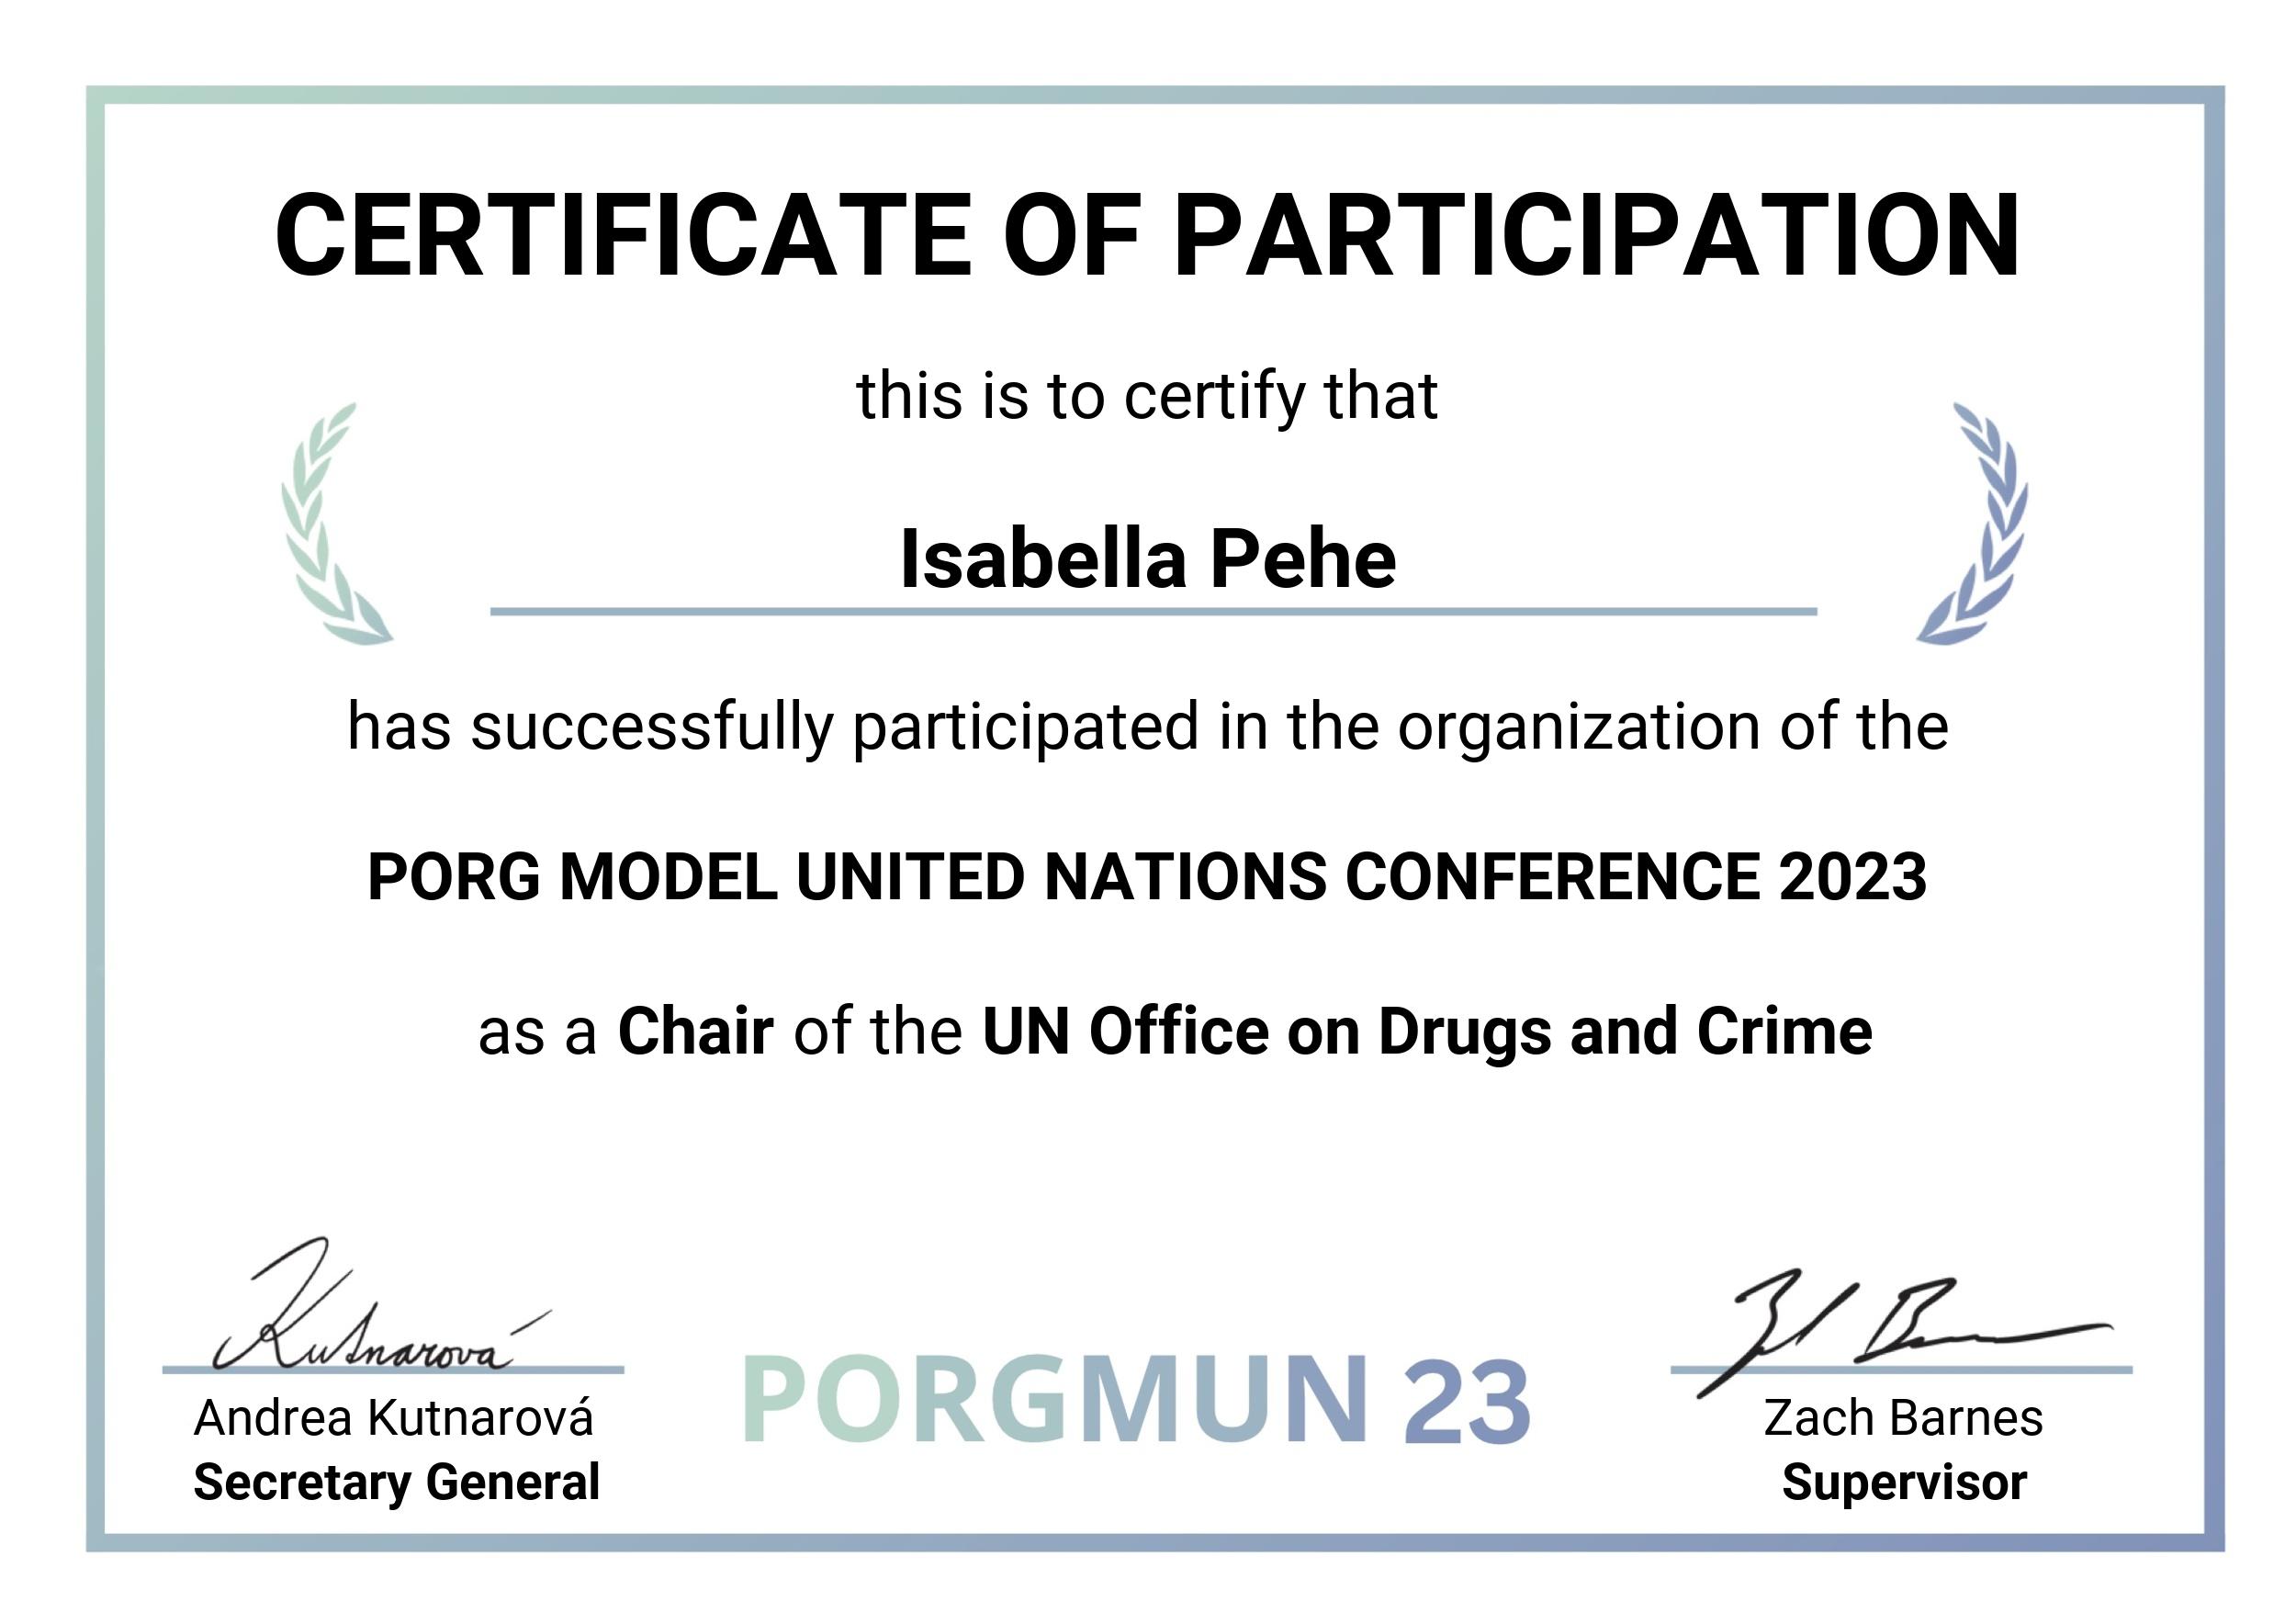 CERTIFICATE OF PARTICIPATION
this is to certify that
Isabella Pehe
has successfully participated in the organization of the
PORG MODEL UNITED NATIONS CONFERENCE 2023
as a Chair of the UN Office on Drugs and Crime
Kutnarová
Andrea Kutnarová
Secretary General
PORGMUN 23
Zach Barnes
Supervisor